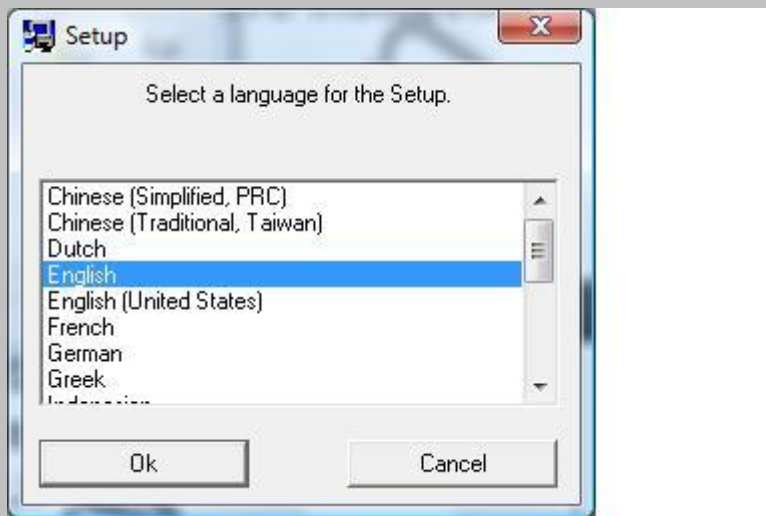 Setup
Select a language for the Setup.
Chinese (Simplified, PRC)
Chinese (Traditional, Taiwan)
Dutch
English
English (United States)
French
German
Greek
Ok
Cancel